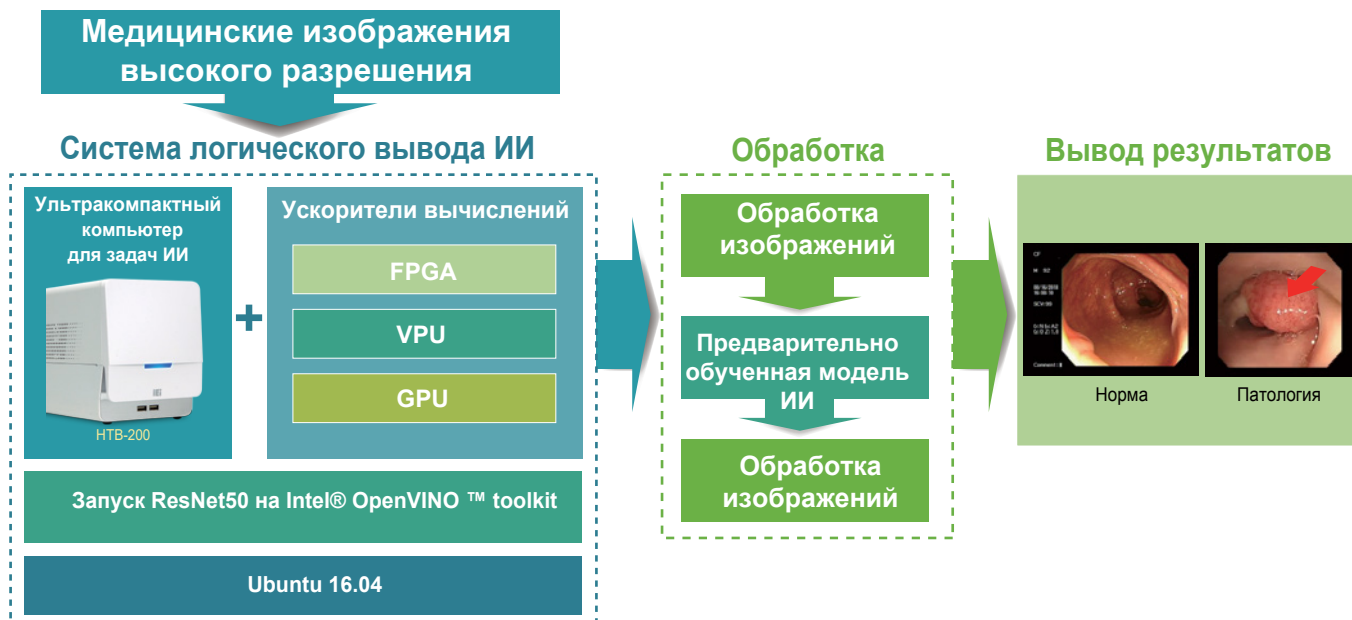 Медицинские изображения
высокого разрешения
Система логического вывода ИИ
Ультракомпактный
компьютер
для задач ИИ
HTB-200
+
Ускорители вычислений
FPGA
VPU
GPU
Запуск ResNet50 на Intel® OpenVINO ™ toolkit
Ubuntu 16.04
Обработка
Обработка
изображений
Предварительно
обученная модель
ИИ
Обработка
изображений
Вывод результатов
CF
Comment :
Норма
Патология